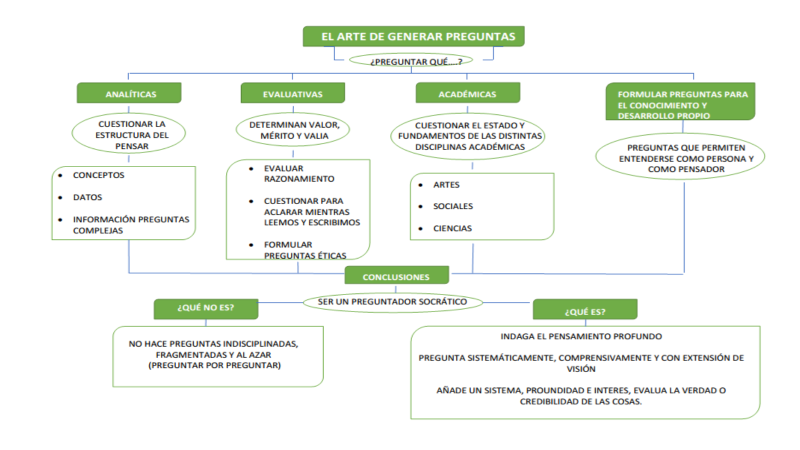 EL ARTE DE GENERAR PREGUNTAS
¿PREGUNTAR QUÉ....?
ANALÍTICAS
CUESTIONAR LA
ESTRUCTURA DEL
PENSAR
• CONCEPTOS
• DATOS
• INFORMACIÓN PREGUNTAS
COMPLEJAS
EVALUATIVAS
DETERMINAN VALOR,
MÉRITO Y VALIA
• EVALUAR
RAZONAMIENTO
• CUESTIONAR PARA
ACLARAR MIENTRAS
LEEMOS Y ESCRIBIMOS
• FORMULAR
PREGUNTAS ÉTICAS
ACADÉMICAS
CUESTIONAR EL ESTADO Y
FUNDAMENTOS DE LAS DISTINTAS
DISCIPLINAS ACADÉMICAS
• ARTES
• SOCIALES
• CIENCIAS
FORMULAR PREGUNTAS PARA
EL CONOCIMIENTO Y
DESARROLLO PROPIO
PREGUNTAS QUE PERMITEN
ENTENDERSE COMO PERSONA Y
COMO PENSADOR
CONCLUSIONES
SER UN PREGUNTADOR SOCRÁTICO
¿QUÉ NO ES?
NO HACE PREGUNTAS INDISCIPLINADAS,
FRAGMENTADAS Y AL AZAR
(PREGUNTAR POR PREGUNTAR)
¿QUÉ ES?
INDAGA EL PENSAMIENTO PROFUNDO
PREGUNTA SISTEMÁTICAMENTE, COMPRENSIVAMENTE Y CON EXTENSIÓN DE
VISIÓN
AÑADE UN SISTEMA, PROUNDIDAD E INTERES, EVALUA LA VERDAD O
CREDIBILIDAD DE LAS COSAS.